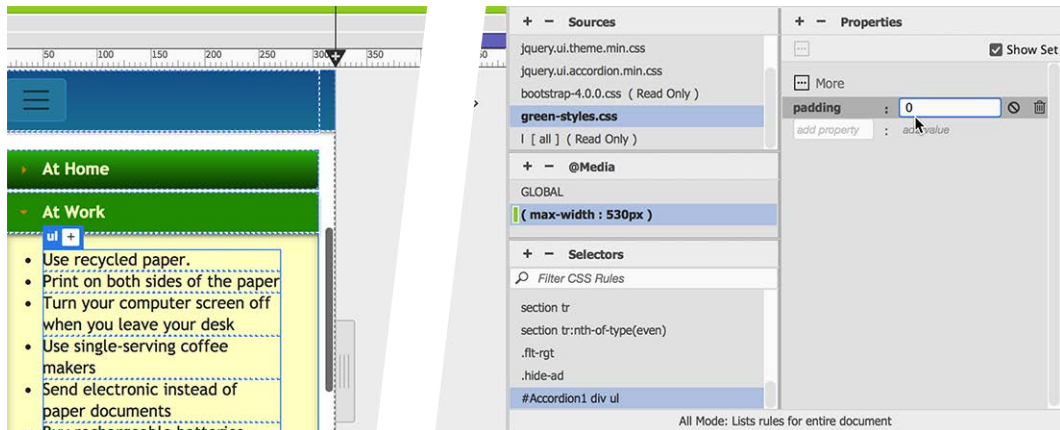 50 100 150 200 250 300 350
At Home
At Work
ul +
Use recycled paper.
Print on both sides of the paper
Turn your computer screen off
when you leave your desk
Use single-serving coffee
makers
Send electronic instead of
paper documents
Buy rechargeable batteries
+ − Sources
jquery.ui.theme.min.css
jquery.ui.accordion.min.css
bootstrap-4.0.0.css ( Read Only )
green-styles.css
l [ all ] ( Read Only )
+ − @Media
GLOBAL
( max-width : 530px )
+ − Selectors
Filter CSS Rules
section tr
section tr:nth-of-type(even)
.flt-rgt
.hide-ad
#Accordion1 div ul
+ − Properties
Show Set
More
padding : 0
add property : add value
All Mode: Lists rules for entire document